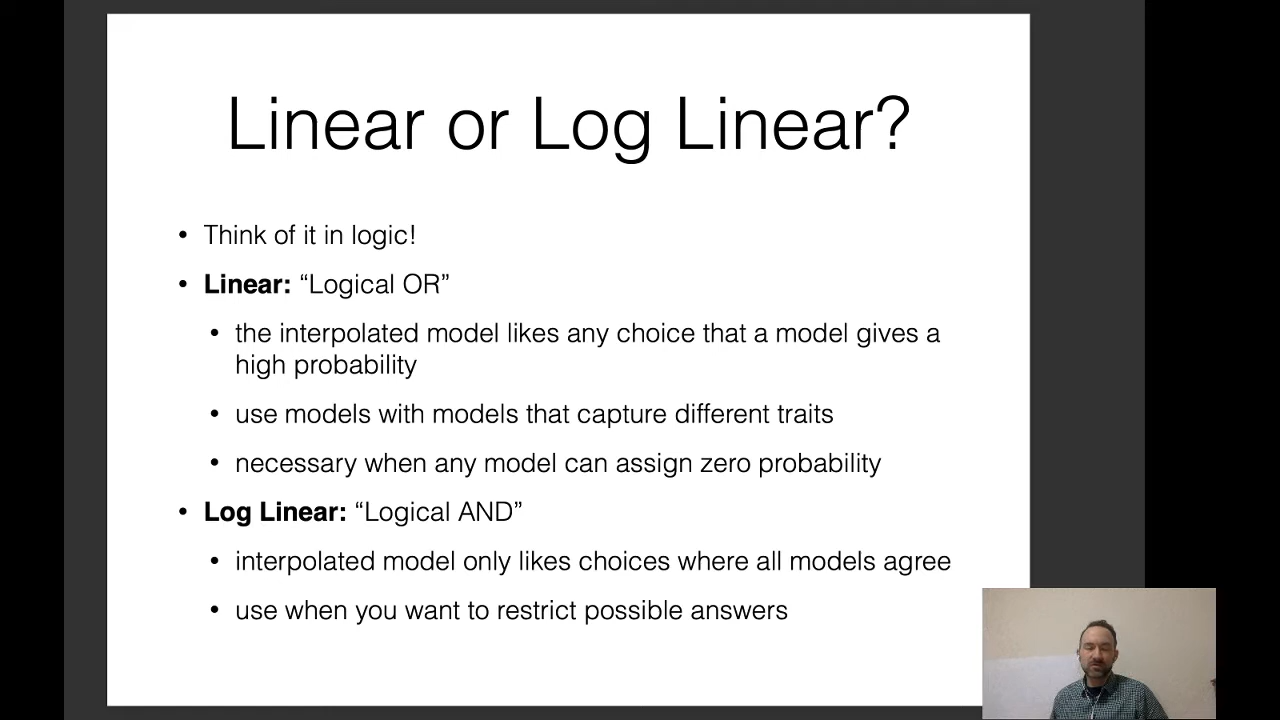 Linear or Log Linear?
• Think of it in logic!
• Linear: “Logical OR”
• the interpolated model likes any choice that a model gives a
high probability
• use models with models that capture different traits
• necessary when any model can assign zero probability
• Log Linear: “Logical AND”
• interpolated model only likes choices where all models agree
• use when you want to restrict possible answers